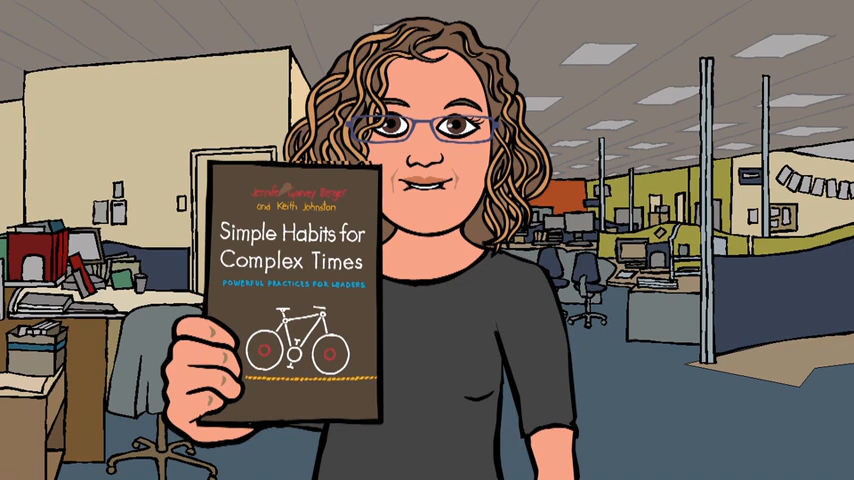 Jennifer Garvey Berger
and Keith Johnston
Simple Habits for
Complex Times
POWERFUL PRACTICES FOR LEADERS